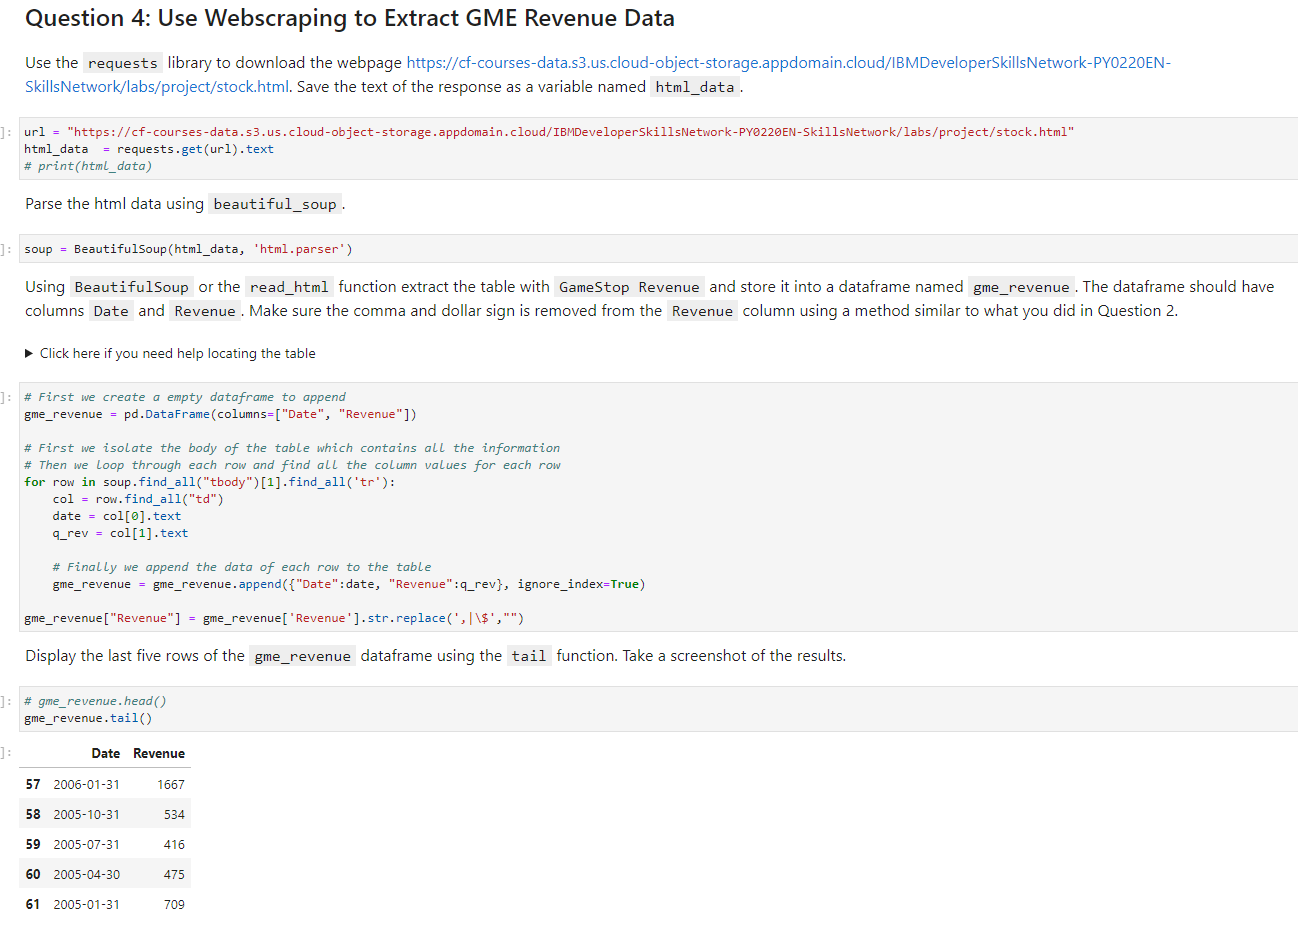 Question 4: Use Webscraping to Extract GME Revenue Data
Use the requests library to download the webpage https://cf-courses-data.s3.us.cloud-object-storage.appdomain.cloud/IBMDeveloperSkillsNetwork-PY0220EN-
SkillsNetwork/labs/project/stock.html. Save the text of the response as a variable named html_data.
]: url = "https://cf-courses-data.s3.us.cloud-object-storage.appdomain.cloud/IBMDeveloperSkillsNetwork-PY0220EN-SkillsNetwork/labs/project/stock.html"
html_data  = requests.get(url).text
# print(html_data)
Parse the html data using beautiful_soup.
]: soup = BeautifulSoup(html_data, 'html.parser')
Using BeautifulSoup or the read_html function extract the table with GameStop Revenue and store it into a dataframe named gme_revenue. The dataframe should have
columns Date and Revenue. Make sure the comma and dollar sign is removed from the Revenue column using a method similar to what you did in Question 2.
▶ Click here if you need help locating the table
]: # First we create a empty dataframe to append
gme_revenue = pd.DataFrame(columns=["Date", "Revenue"])
# First we isolate the body of the table which contains all the information
# Then we loop through each row and find all the column values for each row
for row in soup.find_all("tbody")[1].find_all('tr'):
    col = row.find_all("td")
    date = col[0].text
    q_rev = col[1].text
    # Finally we append the data of each row to the table
    gme_revenue = gme_revenue.append({"Date":date, "Revenue":q_rev}, ignore_index=True)
gme_revenue["Revenue"] = gme_revenue['Revenue'].str.replace(',|\$',"")
Display the last five rows of the gme_revenue dataframe using the tail function. Take a screenshot of the results.
]: # gme_revenue.head()
gme_revenue.tail()
]: Date Revenue
57 2006-01-31 1667
58 2005-10-31 534
59 2005-07-31 416
60 2005-04-30 475
61 2005-01-31 709